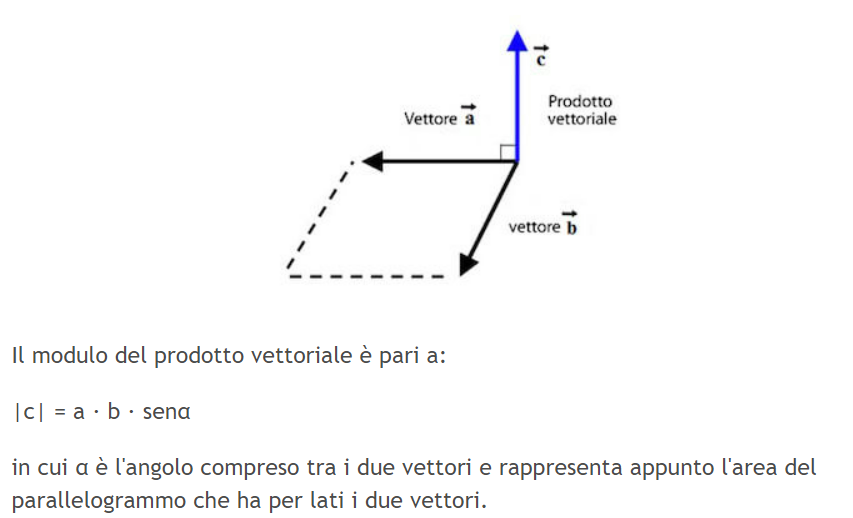 c
Prodotto
vettoriale
Vettore a
vettore b
Il modulo del prodotto vettoriale è pari a:
|c| = a · b · senα
in cui α è l'angolo compreso tra i due vettori e rappresenta appunto l'area del
parallelogrammo che ha per lati i due vettori.